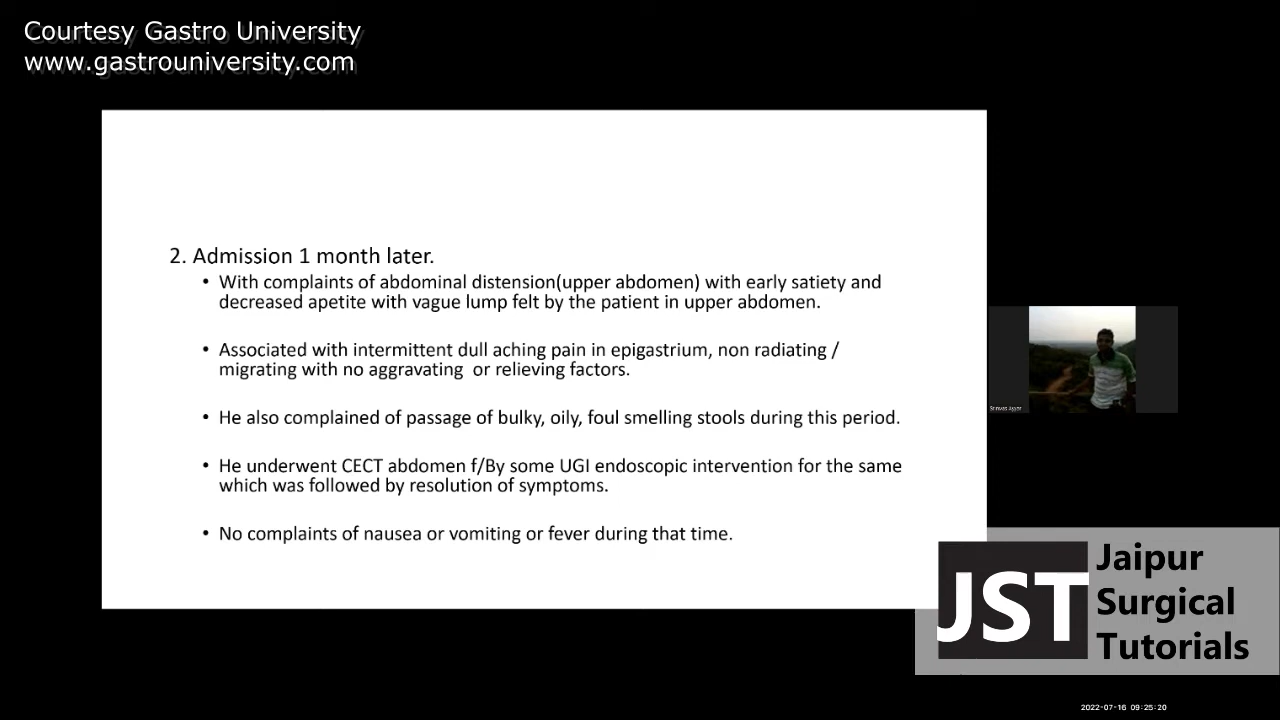 Courtesy Gastro University
www.gastrouniversity.com
2. Admission 1 month later.
• With complaints of abdominal distension(upper abdomen) with early satiety and
decreased apetite with vague lump felt by the patient in upper abdomen.
• Associated with intermittent dull aching pain in epigastrium, non radiating /
migrating with no aggravating  or relieving factors.
• He also complained of passage of bulky, oily, foul smelling stools during this period.
• He underwent CECT abdomen f/By some UGI endoscopic intervention for the same
which was followed by resolution of symptoms.
• No complaints of nausea or vomiting or fever during that time.
JST
Jaipur
Surgical
Tutorials
2022-07-16 09:25:20